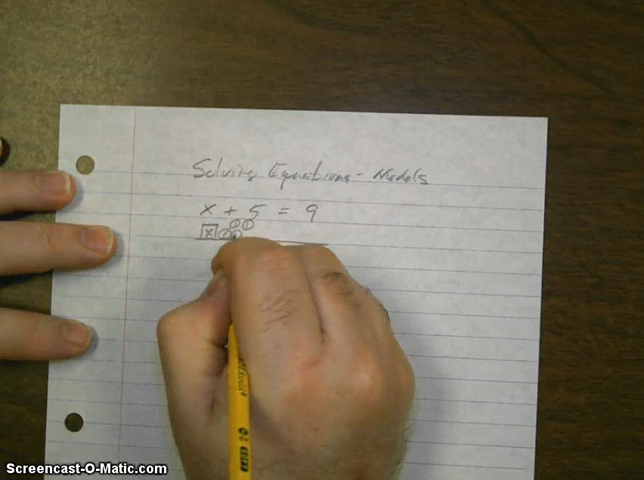 Solving Equations - Models
x + 5 = 9
x
Screencast-O-Matic.com